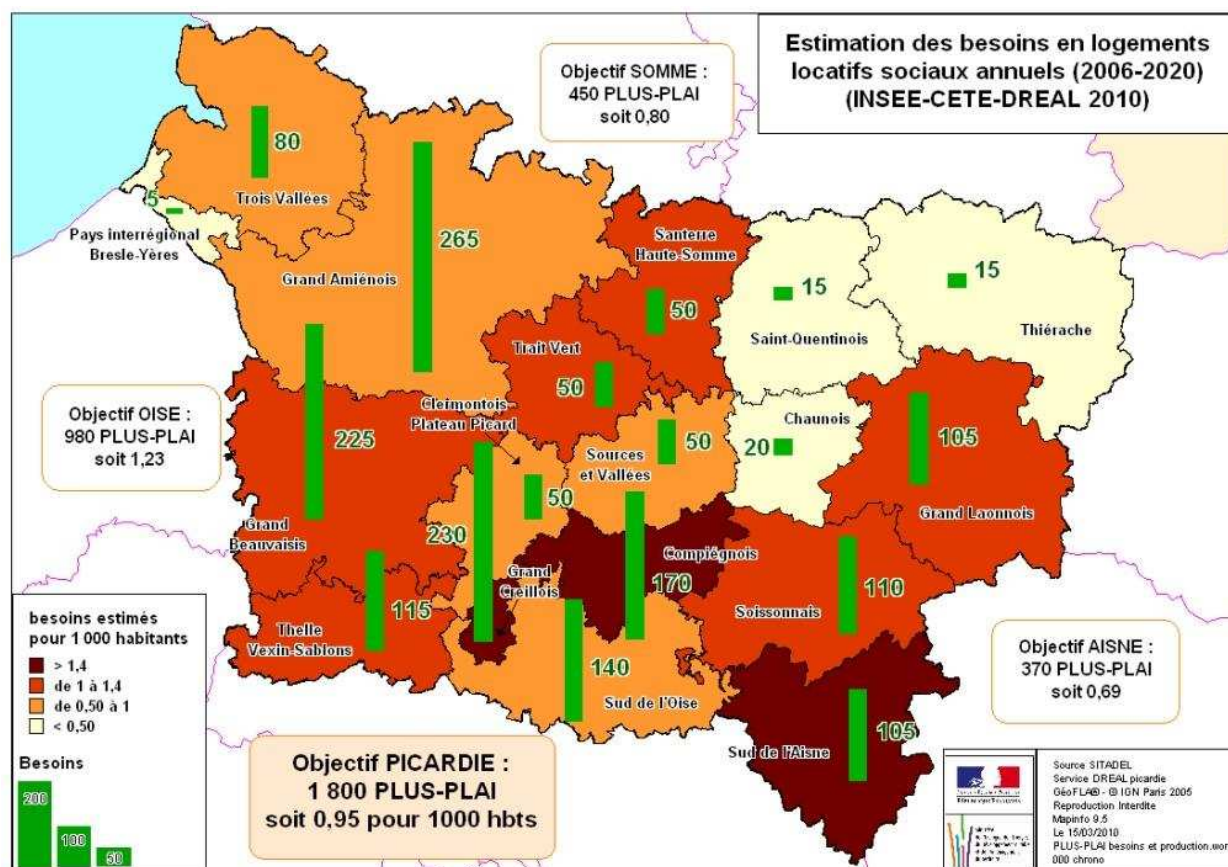 Estimation des besoins en logements
locatifs sociaux annuels (2006-2020)
(INSEE-CETE-DREAL 2010)
Objectif SOMME :
450 PLUS-PLAI
soit 0,80
80
Trois Vallées
5
Pays interrégional
Bresle-Yères
265
Grand Amiénois
Santerre
Haute-Somme
50
15
Saint-Quentinois
15
Thiérache
Trait Vert
50
Objectif OISE :
980 PLUS-PLAI
soit 1,23
225
Grand
Beauvaisis
Clermontois-
Plateau Picard
50
Sources
et Vallées
50
Chaunois
20
105
Grand Laonnois
230
Grand
Creillois
Compiégnois
170
110
Soissonnais
115
Thelle
Vexin-Sablons
140
Sud de l'Oise
105
Sud de l'Aisne
Objectif AISNE :
370 PLUS-PLAI
soit 0,69
besoins estimés
pour 1 000 habitants
> 1,4
de 1 à 1,4
de 0,50 à 1
< 0,50
Besoins
200
100
50
Objectif PICARDIE :
1 800 PLUS-PLAI
soit 0,95 pour 1000 hbts
Source SITADEL
Service DREAL picardie
GéoFLA® - © IGN Paris 2005
Reproduction Interdite
Mapinfo 9.5
Le 15/03/2010
PLUS-PLAI besoins et production.wor
000 chrono